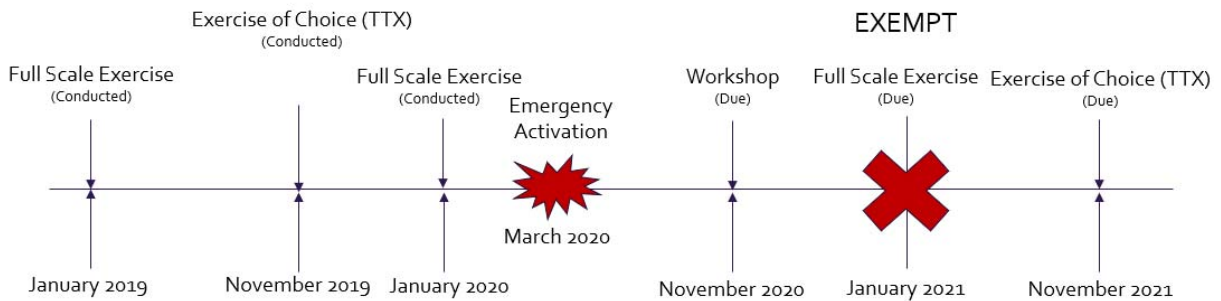 Exercise of Choice (TTX)
(Conducted)
EXEMPT
Full Scale Exercise
(Conducted)
Full Scale Exercise
(Conducted)
Emergency
Activation
Workshop
(Due)
Full Scale Exercise
(Due)
Exercise of Choice (TTX)
(Due)
March 2020
January 2019
November 2019
January 2020
November 2020
January 2021
November 2021